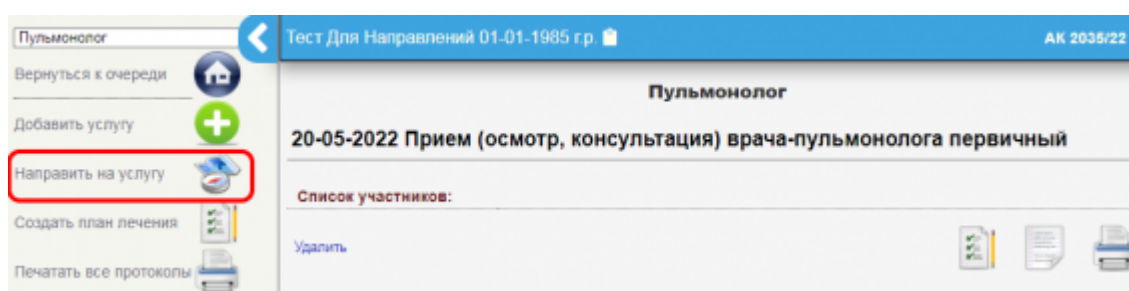 Пульмонолог
Вернуться к очереди
Добавить услугу
Направить на услугу
Создать план лечения
Печатать все протоколы
Тест Для Направлений 01-01-1985 г.р.
АК 2035/22
Пульмонолог
20-05-2022 Прием (осмотр, консультация) врача-пульмонолога первичный
Список участников:
Удалить